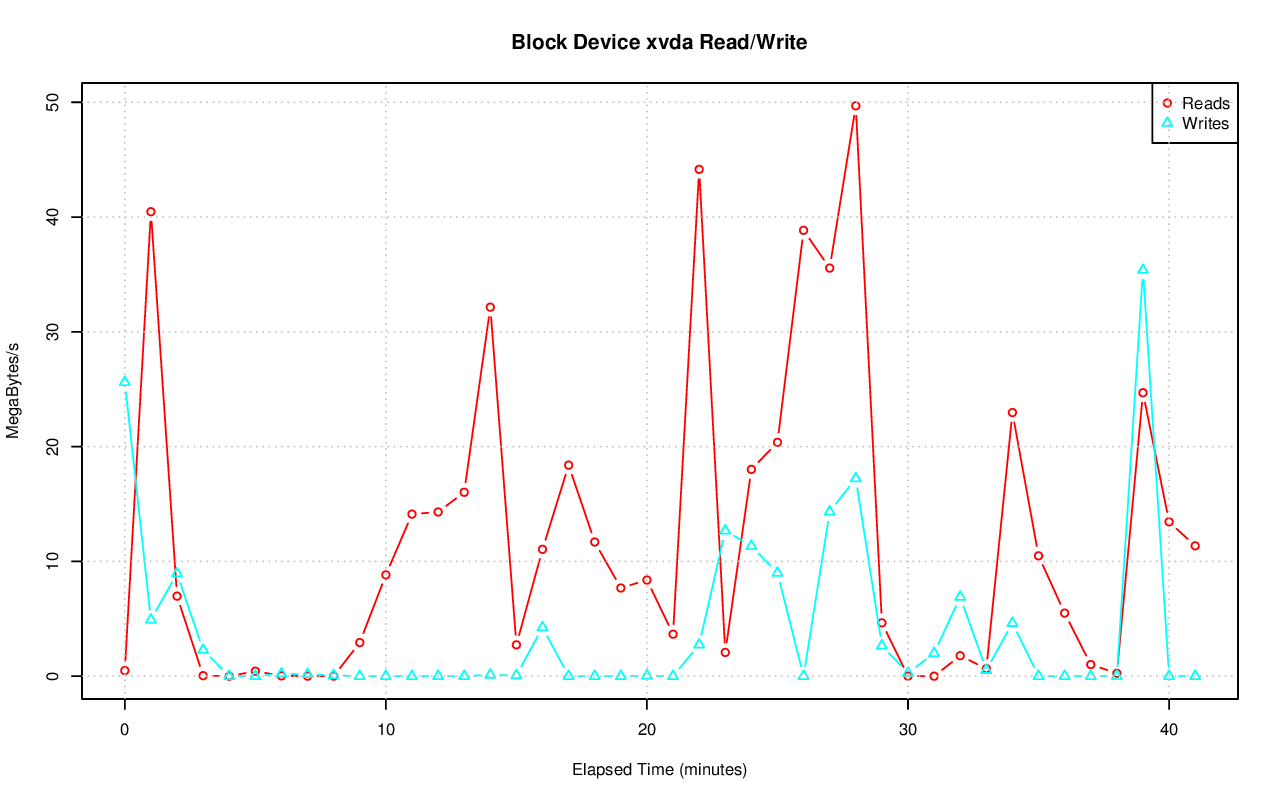 Block Device xvda Read/Write
Reads
Writes
MegaBytes/s
50
40
30
20
10
0
0 10 20 30 40
Elapsed Time (minutes)